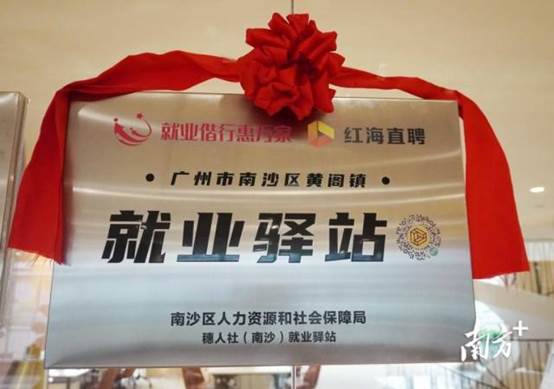 就业偕行惠万家 红海直聘
•广州市南沙区黄阁镇•
就业驿站
南沙区人力资源和社会保障局
穗人社（南沙）就业驿站
南方+